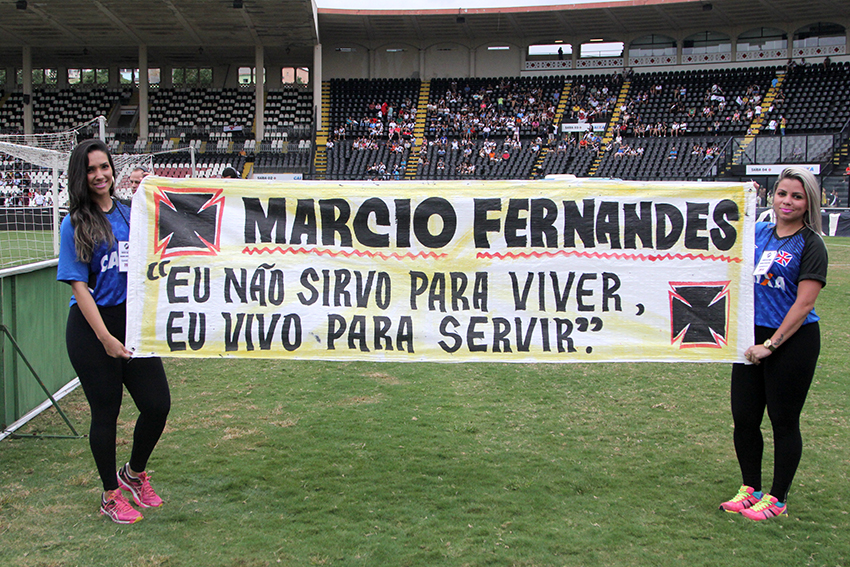 MARCIO FERNANDES
“EU NÃO SIRVO PARA VIVER,
EU VIVO PARA SERVIR”.